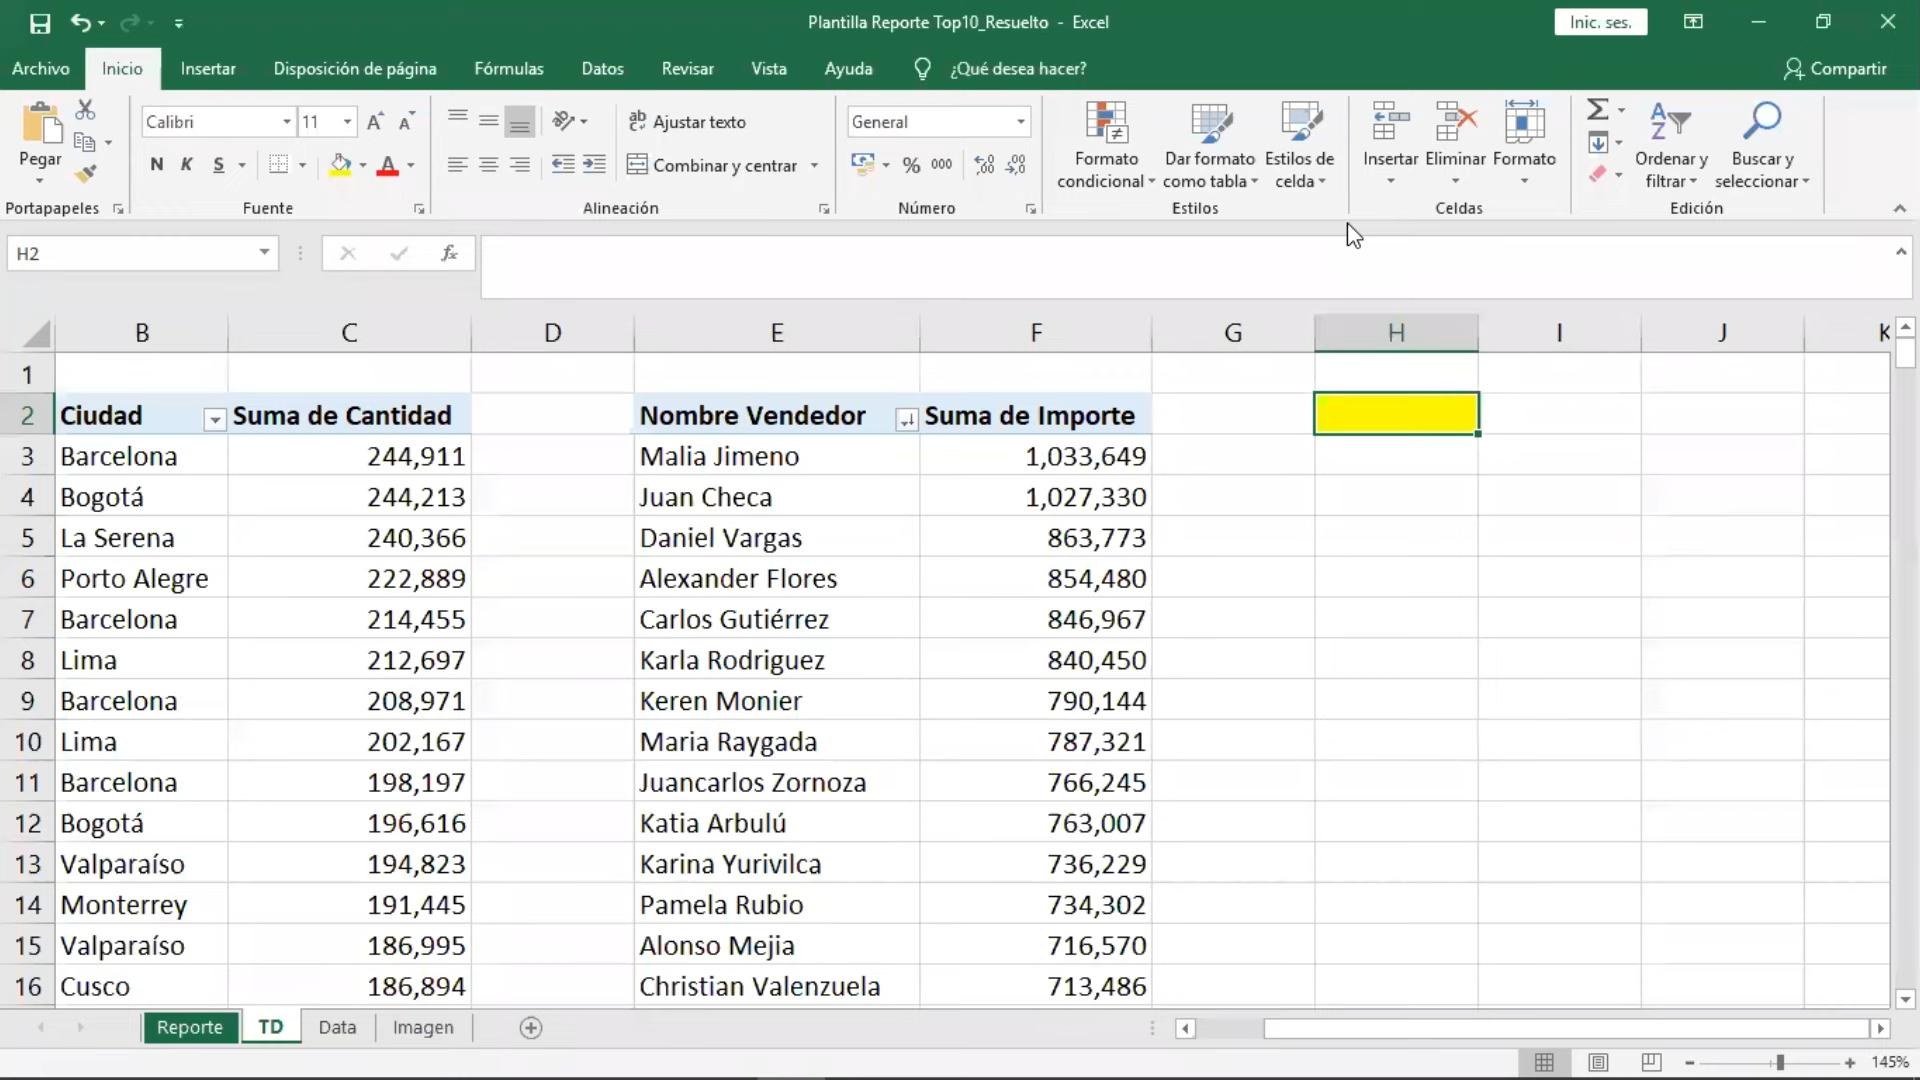 Plantilla Reporte Top10_Resuelto - Excel
Inic. ses.
Archivo Inicio Insertar Disposición de página Fórmulas Datos Revisar Vista Ayuda ¿Qué desea hacer? Compartir
Pegar
Portapapeles
Calibri 11
N K S A
Fuente
Ajustar texto
Combinar y centrar
Alineación
General
% 000
Número
Formato condicional
Dar formato como tabla
Estilos de celda
Estilos
Insertar Eliminar Formato
Celdas
Ordenar y filtrar
Buscar y seleccionar
Edición
H2 fx
B C D E F G H I J K
1
2 Ciudad Suma de Cantidad Nombre Vendedor Suma de Importe
3 Barcelona 244,911 Malia Jimeno 1,033,649
4 Bogotá 244,213 Juan Checa 1,027,330
5 La Serena 240,366 Daniel Vargas 863,773
6 Porto Alegre 222,889 Alexander Flores 854,480
7 Barcelona 214,455 Carlos Gutiérrez 846,967
8 Lima 212,697 Karla Rodriguez 840,450
9 Barcelona 208,971 Keren Monier 790,144
10 Lima 202,167 Maria Raygada 787,321
11 Barcelona 198,197 Juancarlos Zornoza 766,245
12 Bogotá 196,616 Katia Arbulú 763,007
13 Valparaíso 194,823 Karina Yurivilca 736,229
14 Monterrey 191,445 Pamela Rubio 734,302
15 Valparaíso 186,995 Alonso Mejia 716,570
16 Cusco 186,894 Christian Valenzuela 713,486
Reporte TD Data Imagen
145%